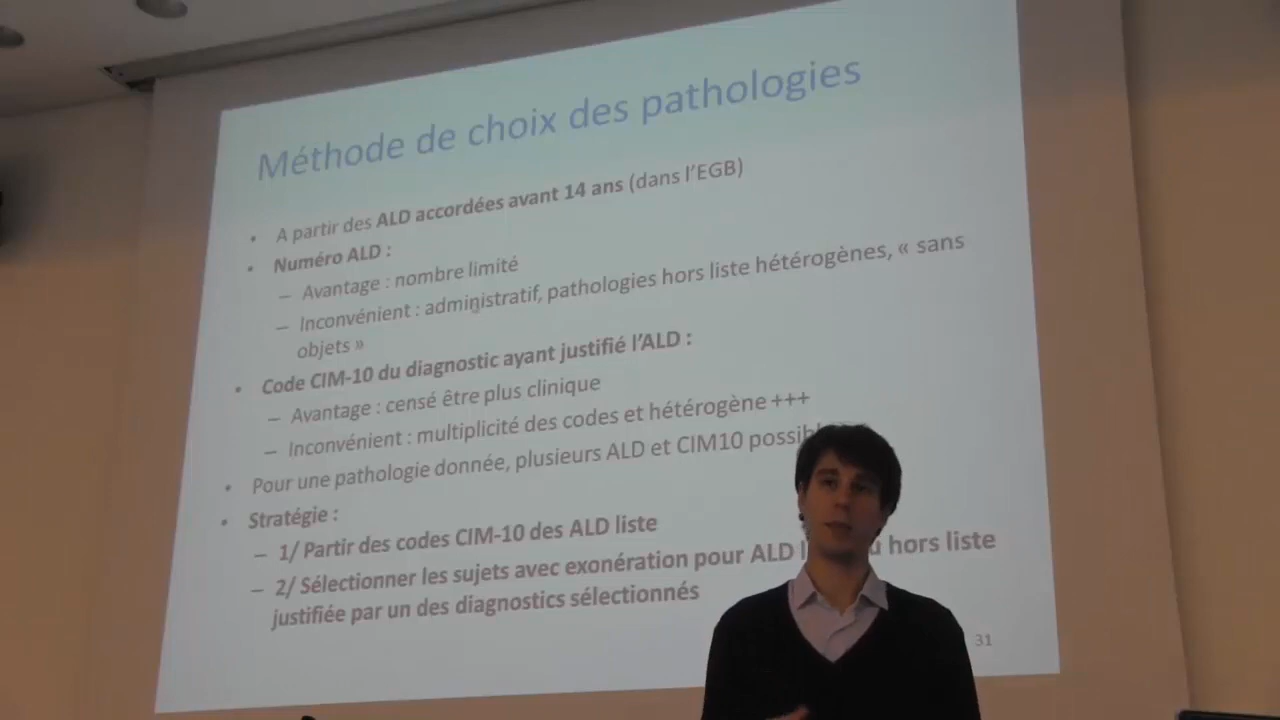 Méthode de choix des pathologies
• A partir des ALD accordées avant 14 ans (dans l'EGB)
• Numéro ALD :
– Avantage : nombre limité
– Inconvénient : administratif, pathologies hors liste hétérogènes, « sans
objets »
• Code CIM-10 du diagnostic ayant justifié l'ALD :
– Avantage : censé être plus clinique
– Inconvénient : multiplicité des codes et hétérogène +++
• Pour une pathologie donnée, plusieurs ALD et CIM10
• Stratégie :
– 1/ Partir des codes CIM-10 des ALD liste
– 2/ Sélectionner les sujets avec exonération pour ALD hors liste
justifiée par un des diagnostics sélectionnés
31